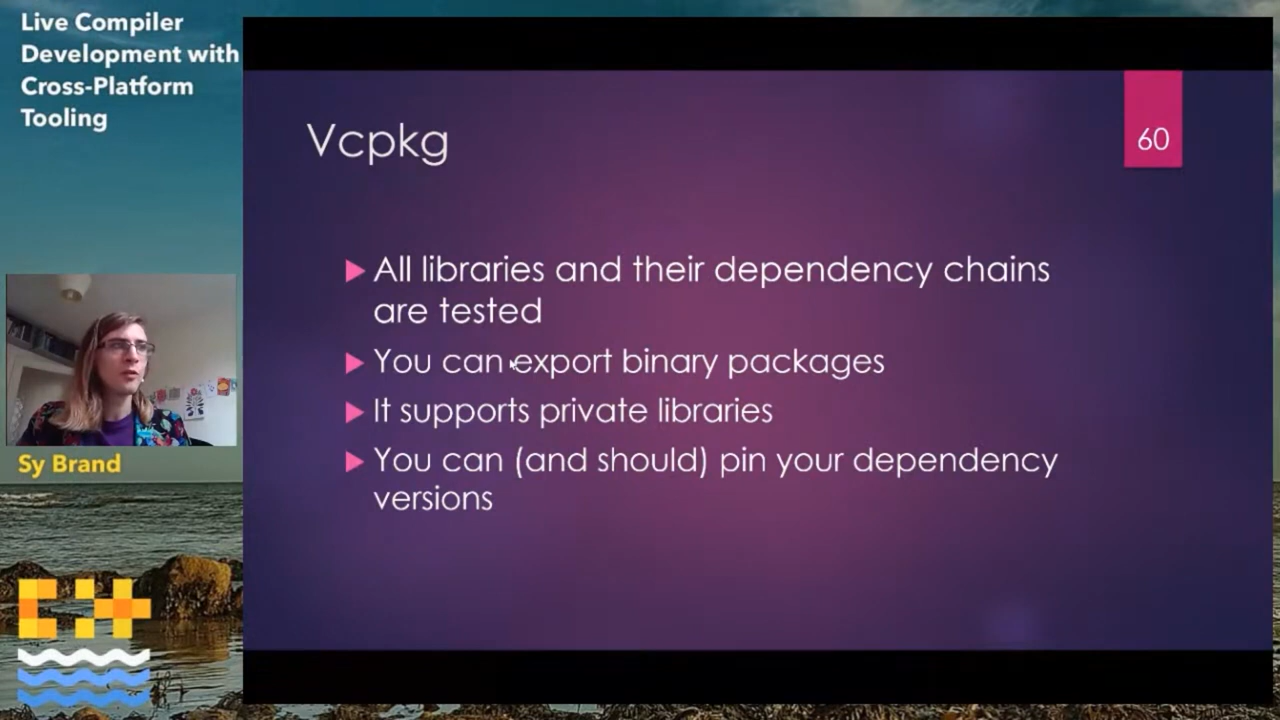 Live Compiler
Development with
Cross-Platform
Tooling
Vcpkg
60
All libraries and their dependency chains
are tested
You can export binary packages
It supports private libraries
You can (and should) pin your dependency
versions
Sy Brand
C++